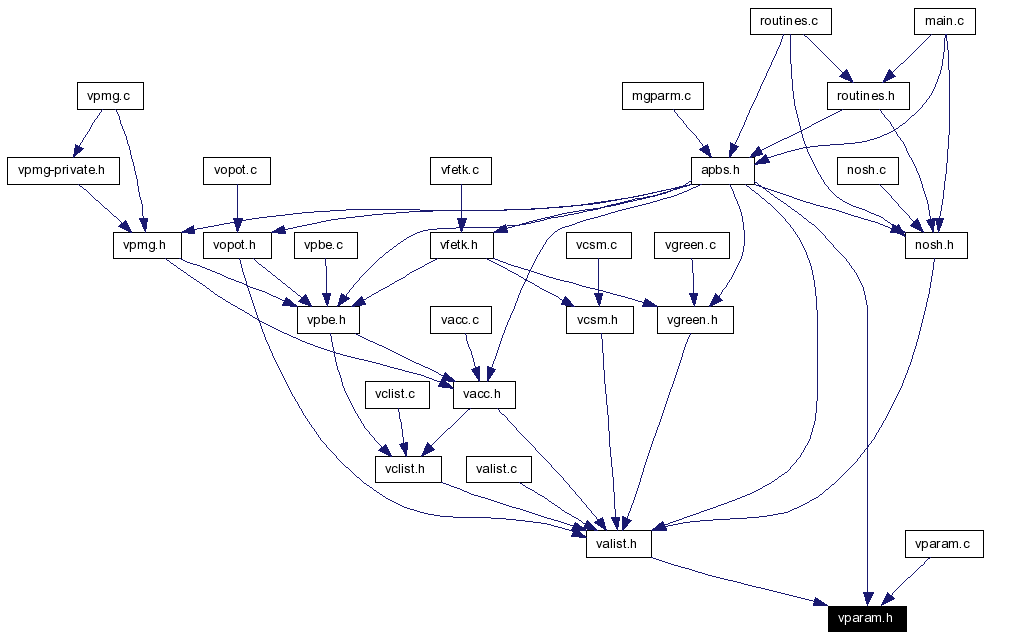 routines.c
main.c
vpmg.c
mgparm.c
routines.h
vpmg-private.h
vopot.c
vfetk.c
apbs.h
nosh.c
vpmg.h
vopot.h
vpbe.c
vfetk.h
vcsm.c
vgreen.c
nosh.h
vpbe.h
vacc.c
vcsm.h
vgreen.h
vclist.c
vacc.h
vclist.h
valist.c
valist.h
vparam.c
vparam.h